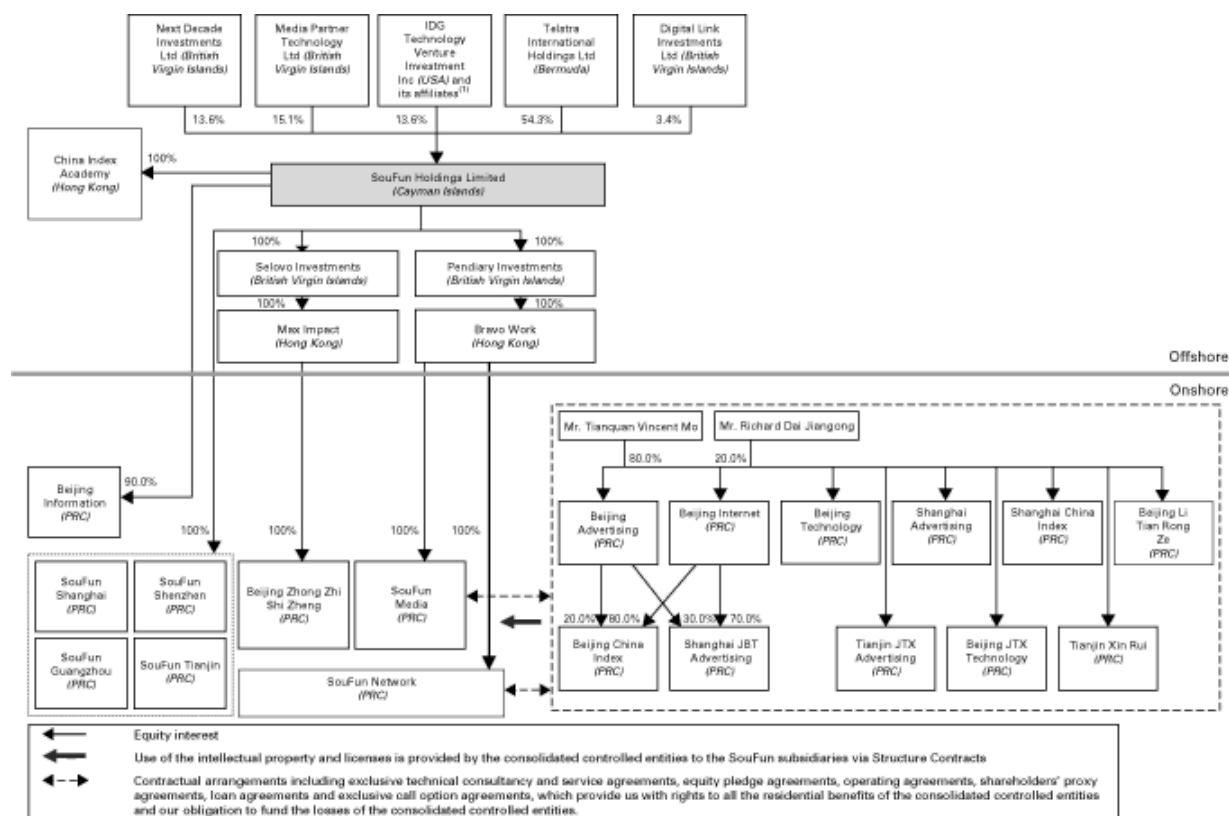 Next Decade
Investments
Ltd (British
Virgin Islands)
Media Partner
Technology
Ltd (British
Virgin Islands)
IDG
Technology
Venture
Investment
Inc (USA) and
its affiliates(1)
Telstra
International
Holdings Ltd
(Bermuda)
Digital Link
Investments
Ltd (British
Virgin Islands)
13.6%
15.1%
13.6%
54.3%
3.4%
China Index
Academy
(Hong Kong)
100%
SouFun Holdings Limited
(Cayman Islands)
100%
100%
Selovo Investments
(British Virgin Islands)
Pendiary Investments
(British Virgin Islands)
100%
100%
Max Impact
(Hong Kong)
Bravo Work
(Hong Kong)
Offshore
Onshore
Mr. Tianquan Vincent Mo
Mr. Richard Dai Jiangong
80.0%
20.0%
Beijing
Information
(PRC)
90.0%
Beijing
Advertising
(PRC)
Beijing Internet
(PRC)
Beijing
Technology
(PRC)
Shanghai
Advertising
(PRC)
Shanghai China
Index
(PRC)
Beijing Li
Tian Rong
Ze
(PRC)
100%
100%
100%
100%
SouFun
Shanghai
(PRC)
SouFun
Shenzhen
(PRC)
SouFun
Guangzhou
(PRC)
SouFun Tianjin
(PRC)
Beijing Zhong Zhi
Shi Zheng
(PRC)
SouFun
Media
(PRC)
20.0%
80.0%
30.0%
70.0%
Beijing China
Index
(PRC)
Shanghai JBT
Advertising
(PRC)
Tianjin JTX
Advertising
(PRC)
Beijing JTX
Technology
(PRC)
Tianjin Xin Rui
(PRC)
SouFun Network
(PRC)
Equity interest
Use of the intellectual property and licenses is provided by the consolidated controlled entities to the SouFun subsidiaries via Structure Contracts
Contractual arrangements including exclusive technical consultancy and service agreements, equity pledge agreements, operating agreements, shareholders' proxy
agreements, loan agreements and exclusive call option agreements, which provide us with rights to all the residential benefits of the consolidated controlled entities
and our obligation to fund the losses of the consolidated controlled entities.